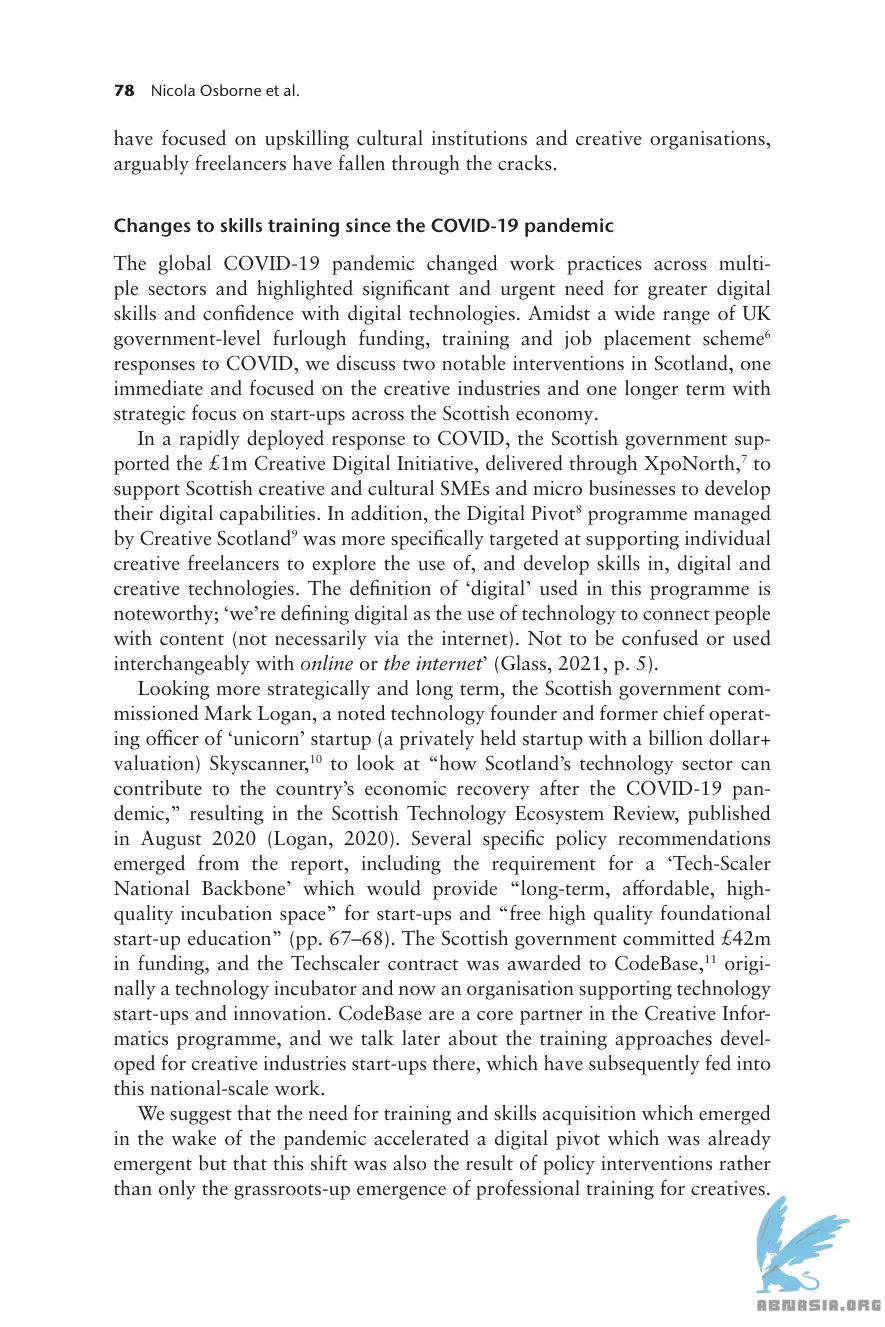 78 Nicola Osborne et al.
have focused on upskilling cultural institutions and creative organisations,
arguably freelancers have fallen through the cracks.
Changes to skills training since the COVID-19 pandemic
The global COVID-19 pandemic changed work practices across multi-
ple sectors and highlighted significant and urgent need for greater digital
skills and confidence with digital technologies. Amidst a wide range of UK
government-level furlough funding, training and job placement scheme⁶
responses to COVID, we discuss two notable interventions in Scotland, one
immediate and focused on the creative industries and one longer term with
strategic focus on start-ups across the Scottish economy.
In a rapidly deployed response to COVID, the Scottish government sup-
ported the £1m Creative Digital Initiative, delivered through XpoNorth,⁷ to
support Scottish creative and cultural SMEs and micro businesses to develop
their digital capabilities. In addition, the Digital Pivot⁸ programme managed
by Creative Scotland⁹ was more specifically targeted at supporting individual
creative freelancers to explore the use of, and develop skills in, digital and
creative technologies. The definition of ‘digital’ used in this programme is
noteworthy; ‘we’re defining digital as the use of technology to connect people
with content (not necessarily via the internet). Not to be confused or used
interchangeably with online or the internet’ (Glass, 2021, p. 5).
Looking more strategically and long term, the Scottish government com-
missioned Mark Logan, a noted technology founder and former chief operat-
ing officer of ‘unicorn’ startup (a privately held startup with a billion dollar+
valuation) Skyscanner,¹⁰ to look at “how Scotland’s technology sector can
contribute to the country’s economic recovery after the COVID-19 pan-
demic,” resulting in the Scottish Technology Ecosystem Review, published
in August 2020 (Logan, 2020). Several specific policy recommendations
emerged from the report, including the requirement for a ‘Tech-Scaler
National Backbone’ which would provide “long-term, affordable, high-
quality incubation space” for start-ups and “free high quality foundational
start-up education” (pp. 67–68). The Scottish government committed £42m
in funding, and the Techscaler contract was awarded to CodeBase,¹¹ origi-
nally a technology incubator and now an organisation supporting technology
start-ups and innovation. CodeBase are a core partner in the Creative Infor-
matics programme, and we talk later about the training approaches devel-
oped for creative industries start-ups there, which have subsequently fed into
this national-scale work.
We suggest that the need for training and skills acquisition which emerged
in the wake of the pandemic accelerated a digital pivot which was already
emergent but that this shift was also the result of policy interventions rather
than only the grassroots-up emergence of professional training for creatives.
ABNASIA.ORG